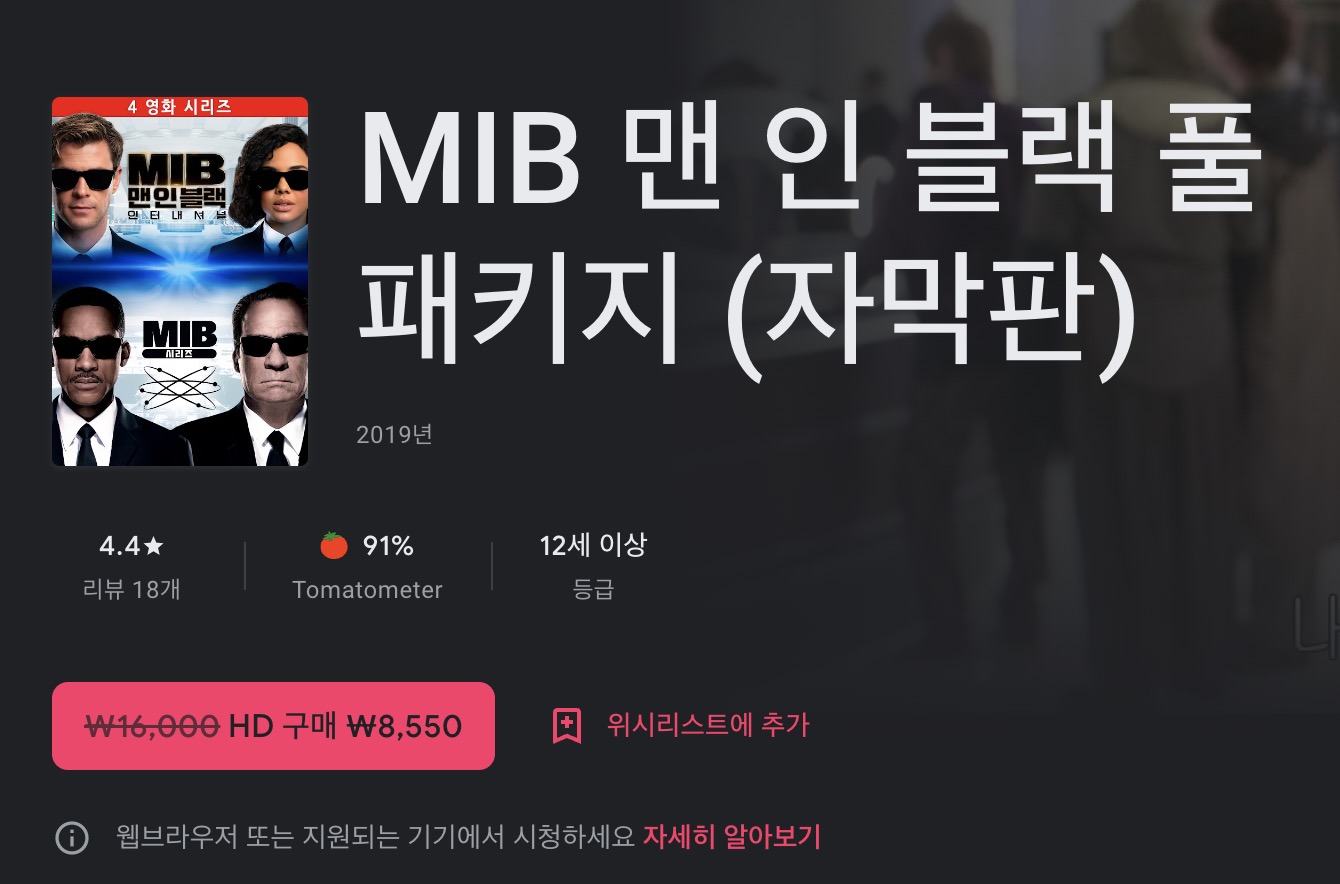 4 영화 시리즈
MIB
맨인블랙
인터내셔널
MIB
시리즈
MIB 맨 인 블랙 풀
패키지 (자막판)
2019년
4.4★
리뷰 18개
91%
Tomatometer
12세 이상
등급
₩16,000 HD 구매 ₩8,550
위시리스트에 추가
웹브라우저 또는 지원되는 기기에서 시청하세요 자세히 알아보기